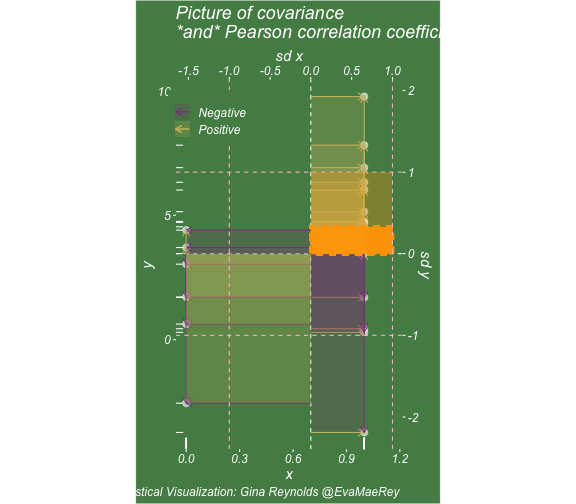 Picture of covariance
*and* Pearson correlation coeffici
sd x
-1.5 -1.0 -0.5 0.0 0.5 1.0
10
5
0
y
Negative
Positive
2
1
0
-1
-2
sd y
0.0 0.3 0.6 0.9 1.2
x
stical Visualization: Gina Reynolds @EvaMaeRey